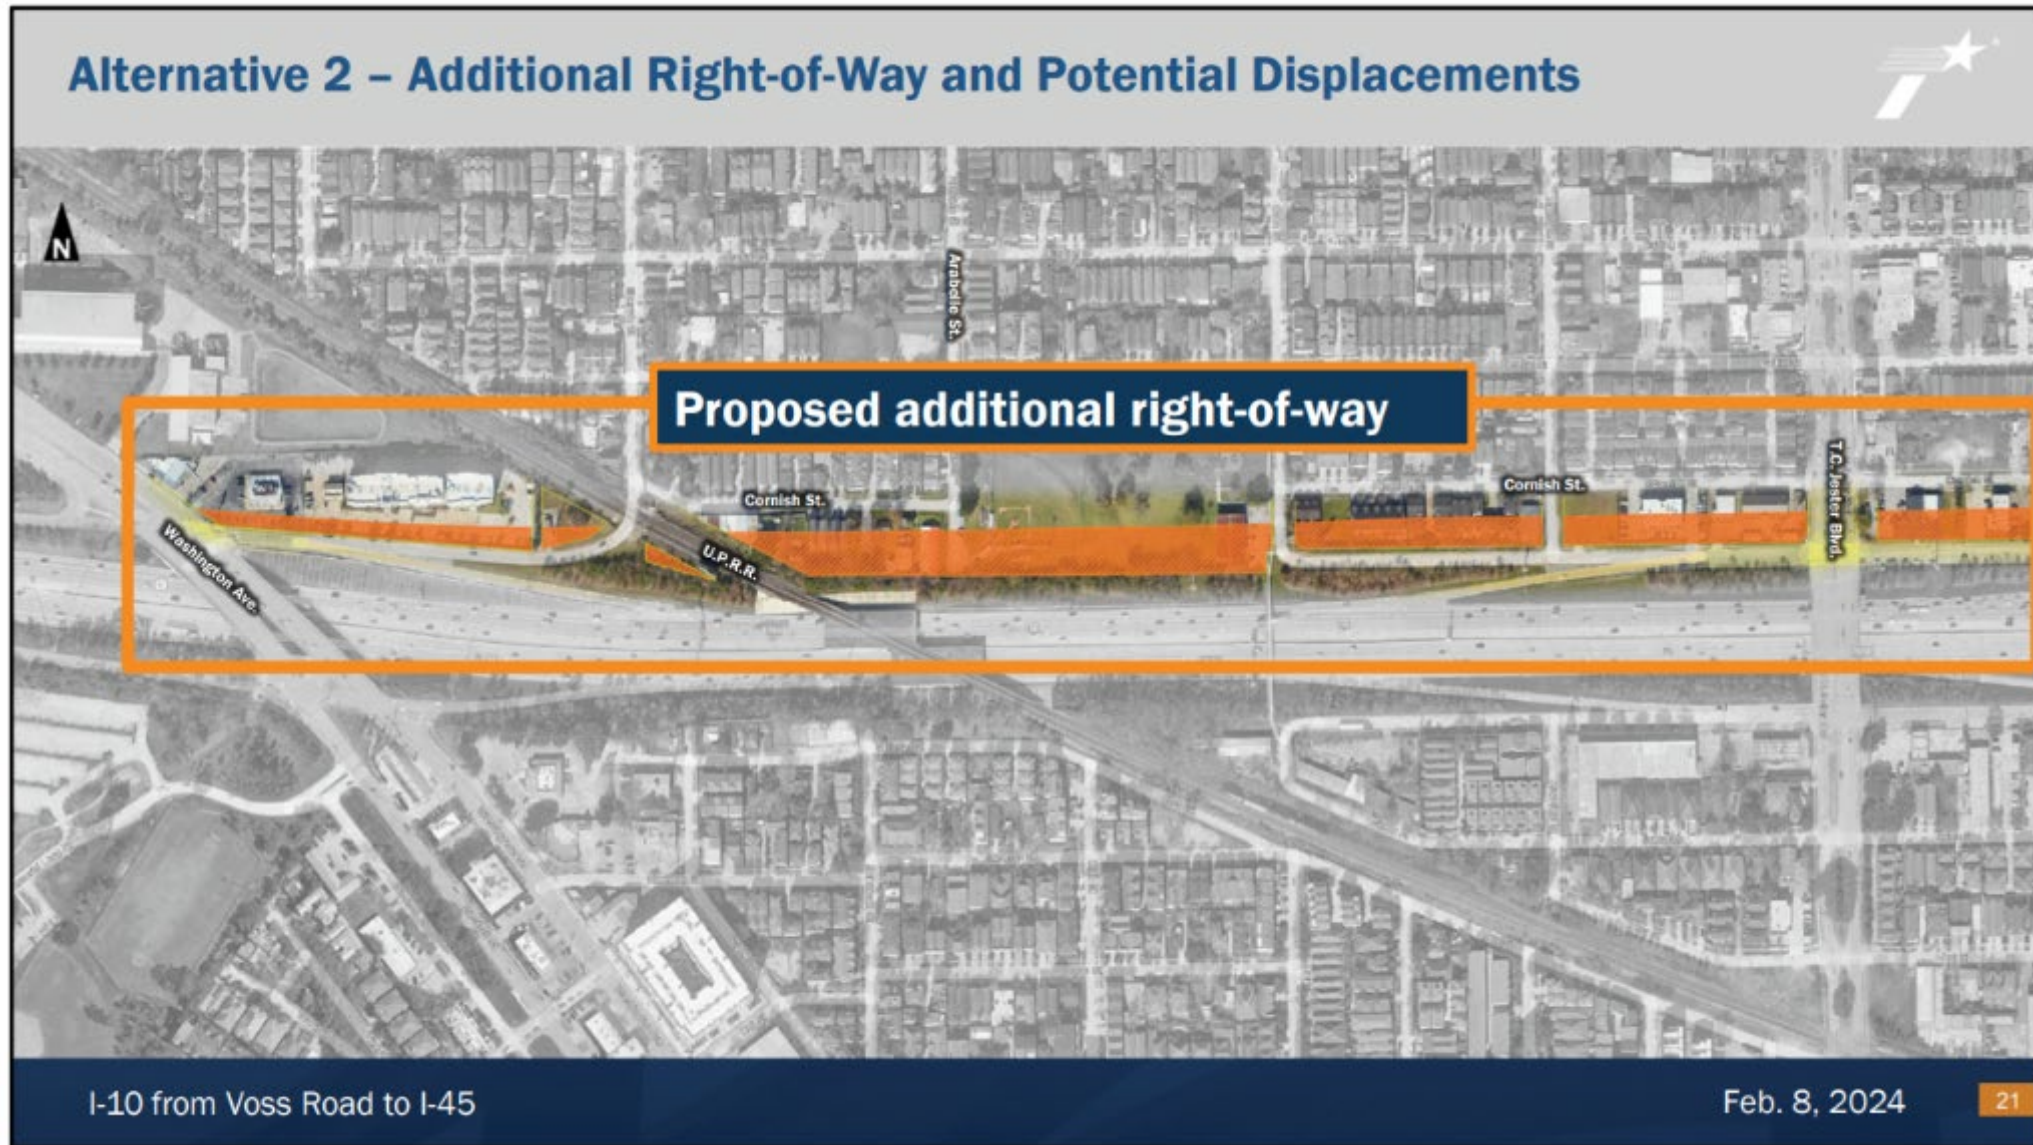 Alternative 2 – Additional Right-of-Way and Potential Displacements
N
Arabelle St.
Proposed additional right-of-way
Cornish St.
Cornish St.
T.C. Jester Blvd.
Washington Ave.
U.P.R.R.
I-10 from Voss Road to I-45
Feb. 8, 2024
21